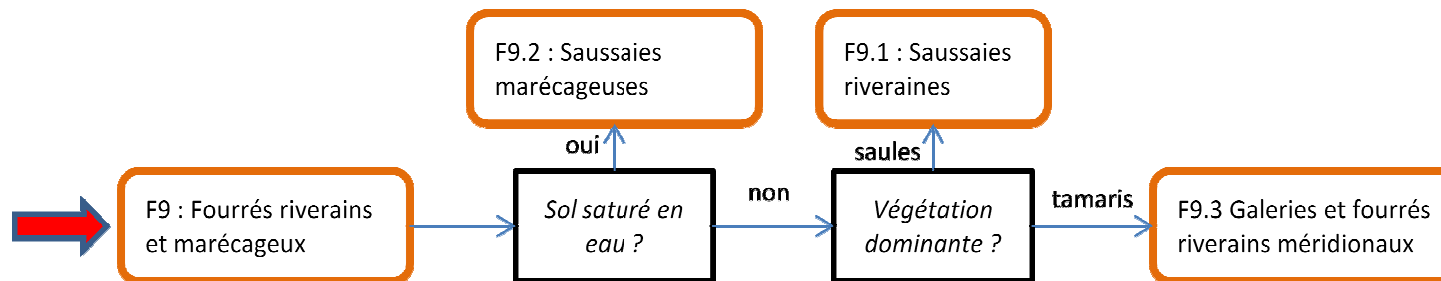 F9.2 : Saussaies
marécageuses
F9.1 : Saussaies
riveraines
oui
saules
F9 : Fourrés riverains
et marécageux
Sol saturé en
eau ?
non
Végétation
dominante ?
tamaris
F9.3 Galeries et fourrés
riverains méridionaux